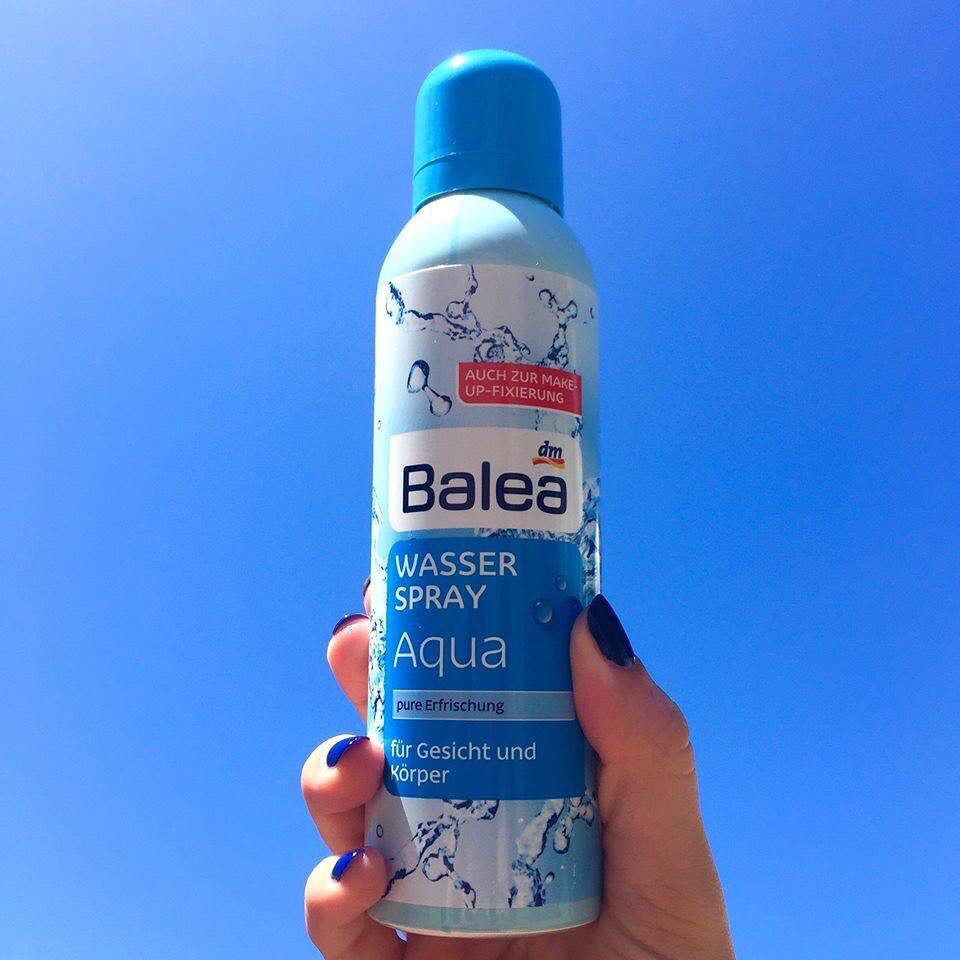 AUCH ZUR MAKE-
UP-FIXIERUNG
dm
Balea
WASSER
SPRAY
Aqua
pure Erfrischung
für Gesicht und
Körper